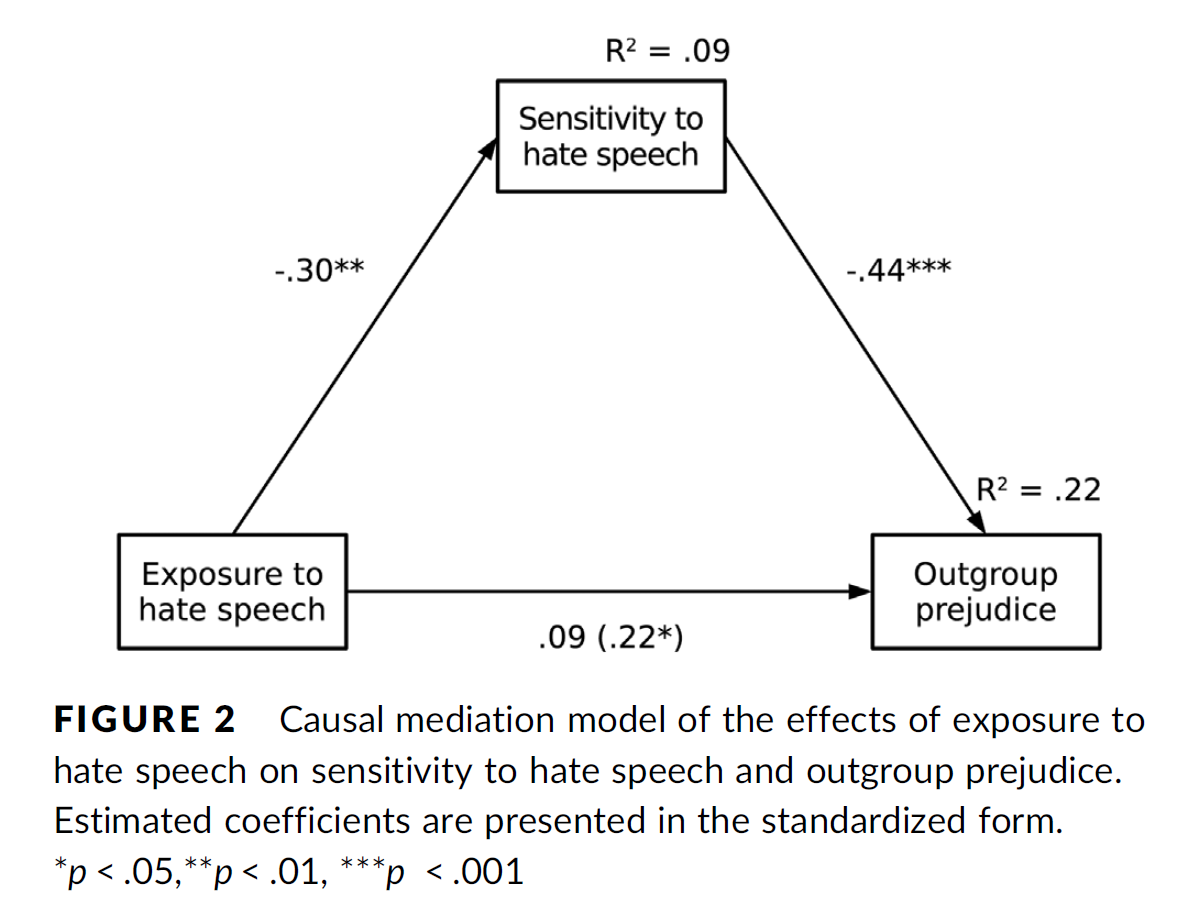 R² = .09
Sensitivity to
hate speech
-.30**
-.44***
R² = .22
Exposure to
hate speech
Outgroup
prejudice
.09 (.22*)
FIGURE 2 Causal mediation model of the effects of exposure to
hate speech on sensitivity to hate speech and outgroup prejudice.
Estimated coefficients are presented in the standardized form.
*p < .05,**p < .01, ***p < .001